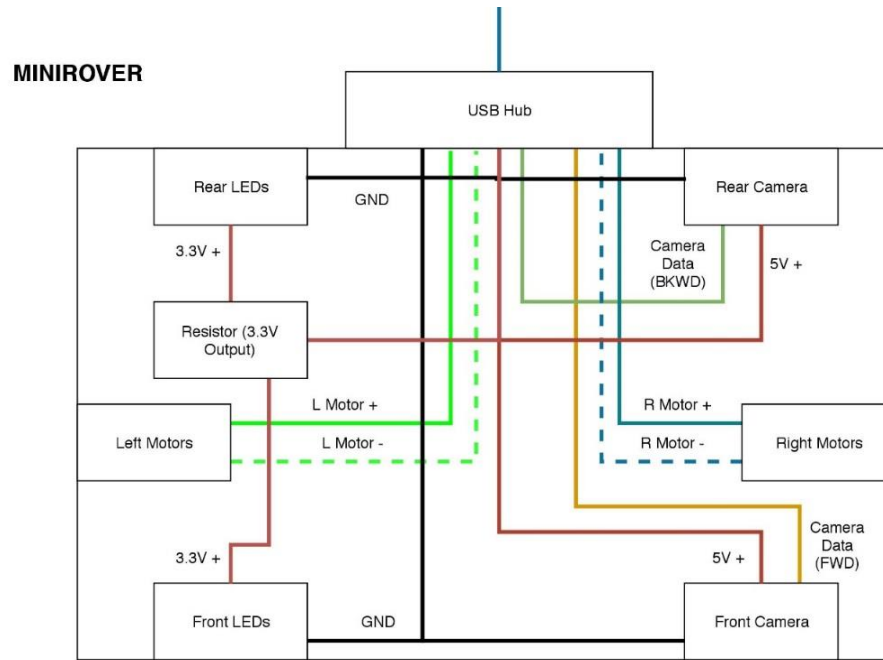 MINIROVER
USB Hub
Rear LEDs
GND
Rear Camera
3.3V +
Camera
Data
(BKWD)
5V +
Resistor (3.3V
Output)
L Motor +
R Motor +
Left Motors
L Motor -
R Motor -
Right Motors
3.3V +
5V +
Camera
Data
(FWD)
Front LEDs
GND
Front Camera